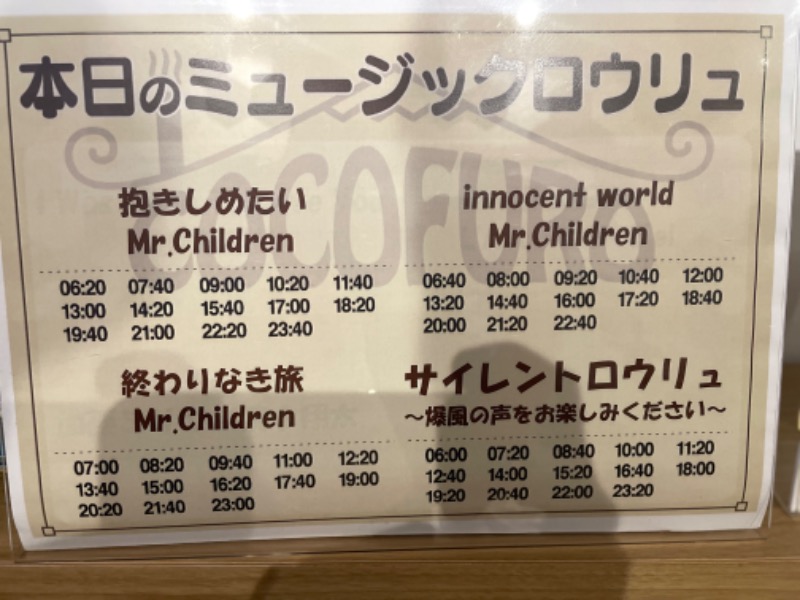 本日のミュージックロウリュ
COCOFURO
抱きしめたい
Mr.Children
06:20 07:40 09:00 10:20 11:40
13:00 14:20 15:40 17:00 18:20
19:40 21:00 22:20 23:40
innocent world
Mr.Children
06:40 08:00 09:20 10:40 12:00
13:20 14:40 16:00 17:20 18:40
20:00 21:20 22:40
終わりなき旅
Mr.Children
07:00 08:20 09:40 11:00 12:20
13:40 15:00 16:20 17:40 19:00
20:20 21:40 23:00
サイレントロウリュ
～爆風の声をお楽しみください～
06:00 07:20 08:40 10:00 11:20
12:40 14:00 15:20 16:40 18:00
19:20 20:40 22:00 23:20